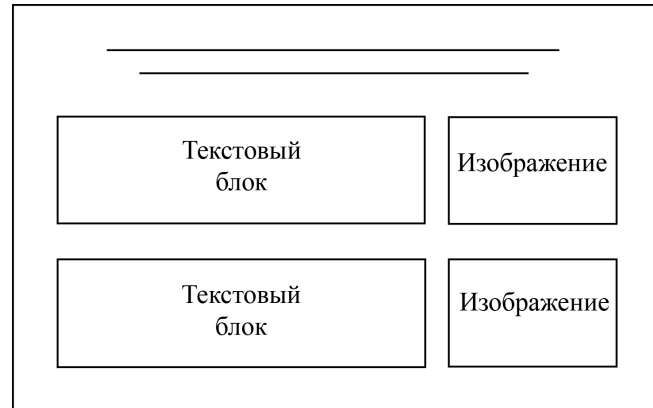 Текстовый
блок
Изображение
Текстовый
блок
Изображение